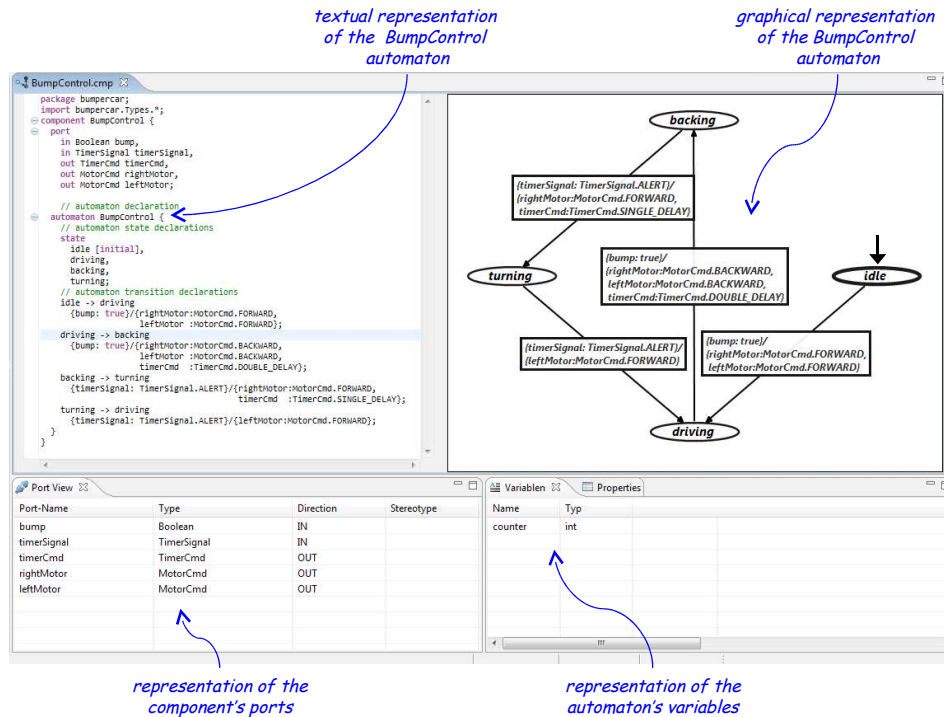 textual representation
of the BumpControl
automaton
graphical representation
of the BumpControl
automaton
BumpControl.cmp
package bumpercar;
import bumpercar.Types.*;
component BumpControl {
port
in Boolean bump,
in TimerSignal timerSignal,
out TimerCmd timerCmd,
out MotorCmd rightMotor,
out MotorCmd leftMotor;
// automaton declaration
automaton BumpControl {
// automaton state declarations
state
idle [initial],
driving,
backing,
turning;
// automaton transition declarations
idle -> driving
{bump: true}/{rightMotor:MotorCmd.FORWARD,
leftMotor :MotorCmd.FORWARD};
driving -> backing
{bump: true}/{rightMotor:MotorCmd.BACKWARD,
leftMotor :MotorCmd.BACKWARD,
timerCmd :TimerCmd.DOUBLE_DELAY};
backing -> turning
{timerSignal: TimerSignal.ALERT}/{rightMotor:MotorCmd.FORWARD,
timerCmd :TimerCmd.SINGLE_DELAY};
turning -> driving
{timerSignal: TimerSignal.ALERT}/{leftMotor:MotorCmd.FORWARD};
}
}
backing
{timerSignal: TimerSignal.ALERT}/
{rightMotor:MotorCmd.FORWARD,
timerCmd:TimerCmd.SINGLE_DELAY}
turning
{bump: true}/
{rightMotor:MotorCmd.BACKWARD,
leftMotor:MotorCmd.BACKWARD,
timerCmd:TimerCmd.DOUBLE_DELAY}
idle
{timerSignal: TimerSignal.ALERT}/
{leftMotor:MotorCmd.FORWARD}
{bump: true}/
{rightMotor:MotorCmd.FORWARD,
leftMotor:MotorCmd.FORWARD}
driving
Port View
Port-Name Type Direction Stereotype
bump Boolean IN
timerSignal TimerSignal IN
timerCmd TimerCmd OUT
rightMotor MotorCmd OUT
leftMotor MotorCmd OUT
Variablen Properties
Name Typ
counter int
representation of the
component's ports
representation of the
automaton's variables